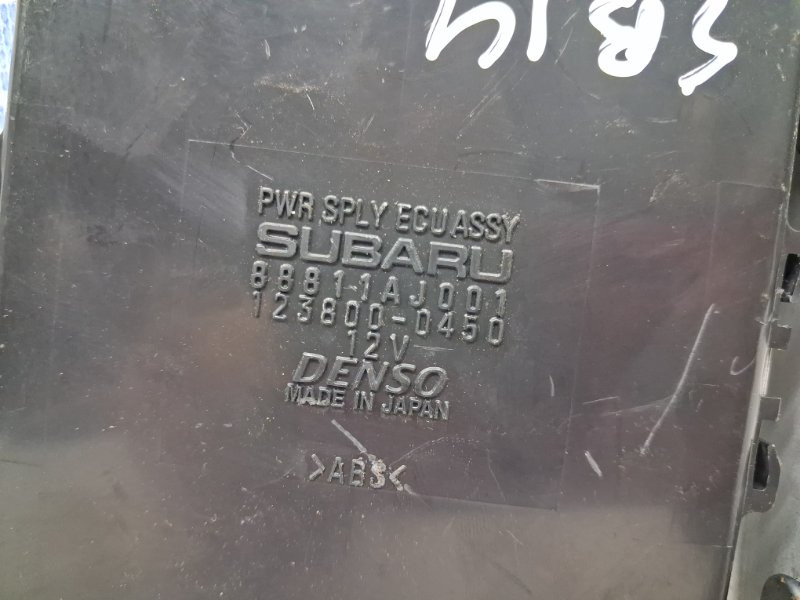 PWR SPLY ECU ASSY
SUBARU
88811AJ001
123800-0450
12V
DENSO
MADE IN JAPAN
>ABS<